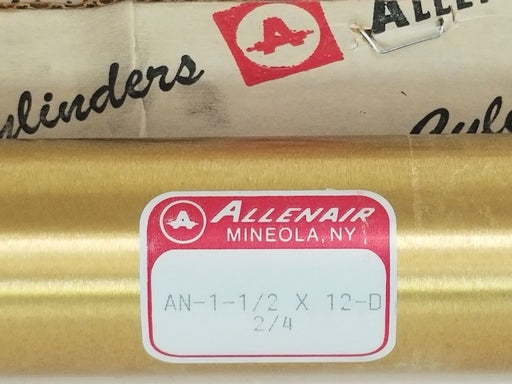 Cylinders
A
ALLENAIR
MINEOLA, NY
AN-1-1/2 X 12-D
2/4